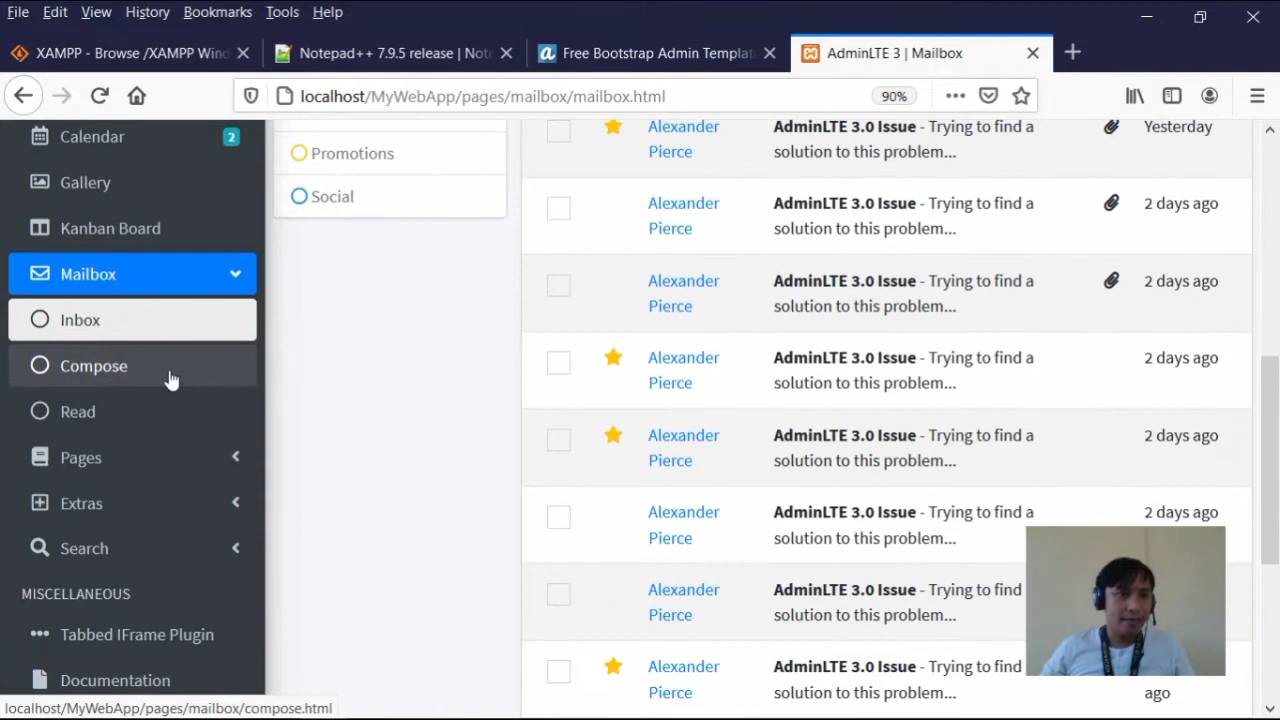 File Edit View History Bookmarks Tools Help
XAMPP - Browse /XAMPP Wind
Notepad++ 7.9.5 release | Note
Free Bootstrap Admin Templat
AdminLTE 3 | Mailbox
localhost/MyWebApp/pages/mailbox/mailbox.html
90%
Calendar
2
Gallery
Kanban Board
Mailbox
Inbox
Compose
Read
Pages
Extras
Search
MISCELLANEOUS
Tabbed IFrame Plugin
Documentation
Promotions
Social
Alexander AdminLTE 3.0 Issue - Trying to find a Yesterday
Pierce solution to this problem...
Alexander AdminLTE 3.0 Issue - Trying to find a 2 days ago
Pierce solution to this problem...
Alexander AdminLTE 3.0 Issue - Trying to find a 2 days ago
Pierce solution to this problem...
Alexander AdminLTE 3.0 Issue - Trying to find a 2 days ago
Pierce solution to this problem...
Alexander AdminLTE 3.0 Issue - Trying to find a 2 days ago
Pierce solution to this problem...
Alexander AdminLTE 3.0 Issue - Trying to find a 2 days ago
Pierce solution to this problem...
Alexander AdminLTE 3.0 Issue - Trying to find
Pierce solution to this problem...
Alexander AdminLTE 3.0 Issue - Trying to find
Pierce solution to this problem... ago
localhost/MyWebApp/pages/mailbox/compose.html